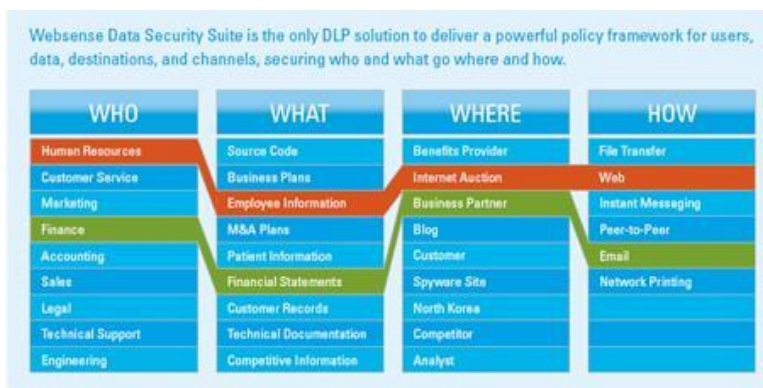 Websense Data Security Suite is the only DLP solution to deliver a powerful policy framework for users,
data, destinations, and channels, securing who and what go where and how.
WHO WHAT WHERE HOW
Human Resources Source Code Benefits Provider File Transfer
Customer Service Business Plans Internet Auction Web
Marketing Employee Information Business Partner Instant Messaging
Finance M&A Plans Blog Peer-to-Peer
Accounting Patient Information Customer Email
Sales Financial Statements Spyware Site Network Printing
Legal Customer Records North Korea
Technical Support Technical Documentation Competitor
Engineering Competitive Information Analyst